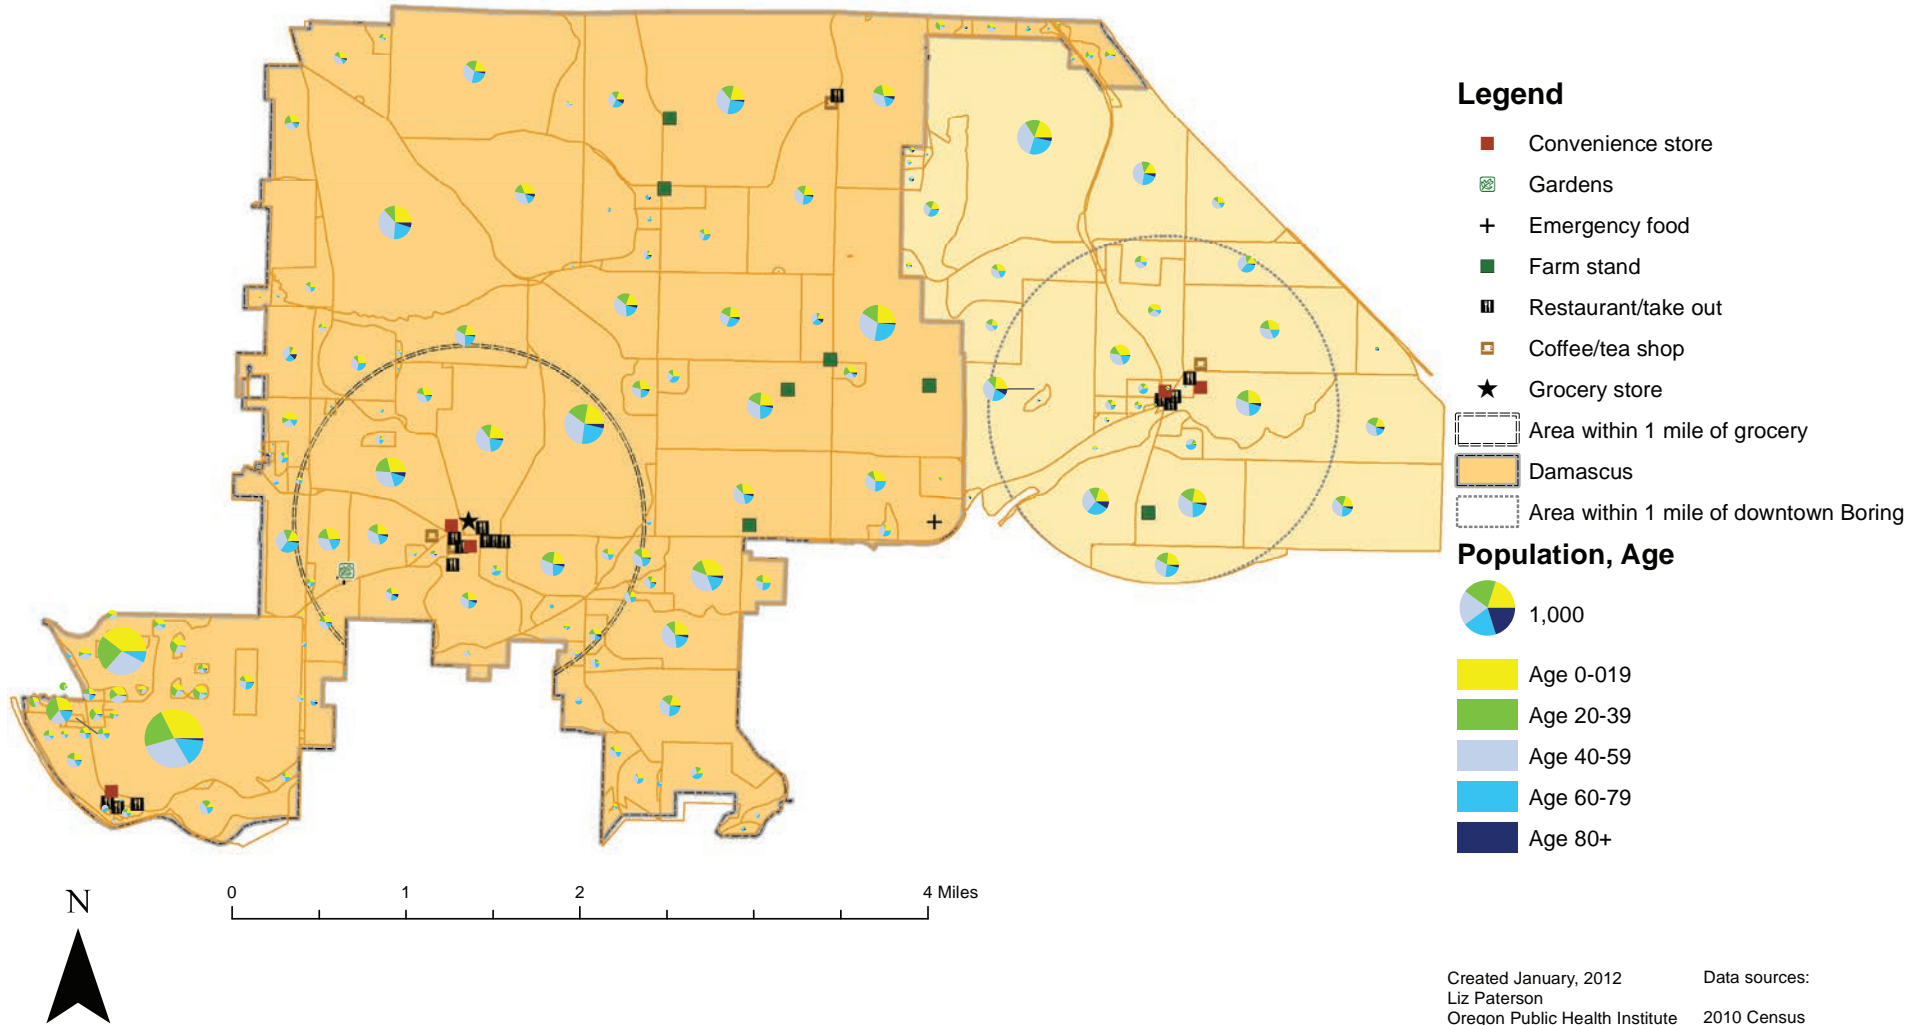 Legend
Convenience store
Gardens
Emergency food
Farm stand
Restaurant/take out
Coffee/tea shop
Grocery store
Area within 1 mile of grocery
Damascus
Area within 1 mile of downtown Boring
Population, Age
1,000
Age 0-019
Age 20-39
Age 40-59
Age 60-79
Age 80+
N
0 1 2 4 Miles
Created January, 2012
Liz Paterson
Oregon Public Health Institute
Data sources:
2010 Census